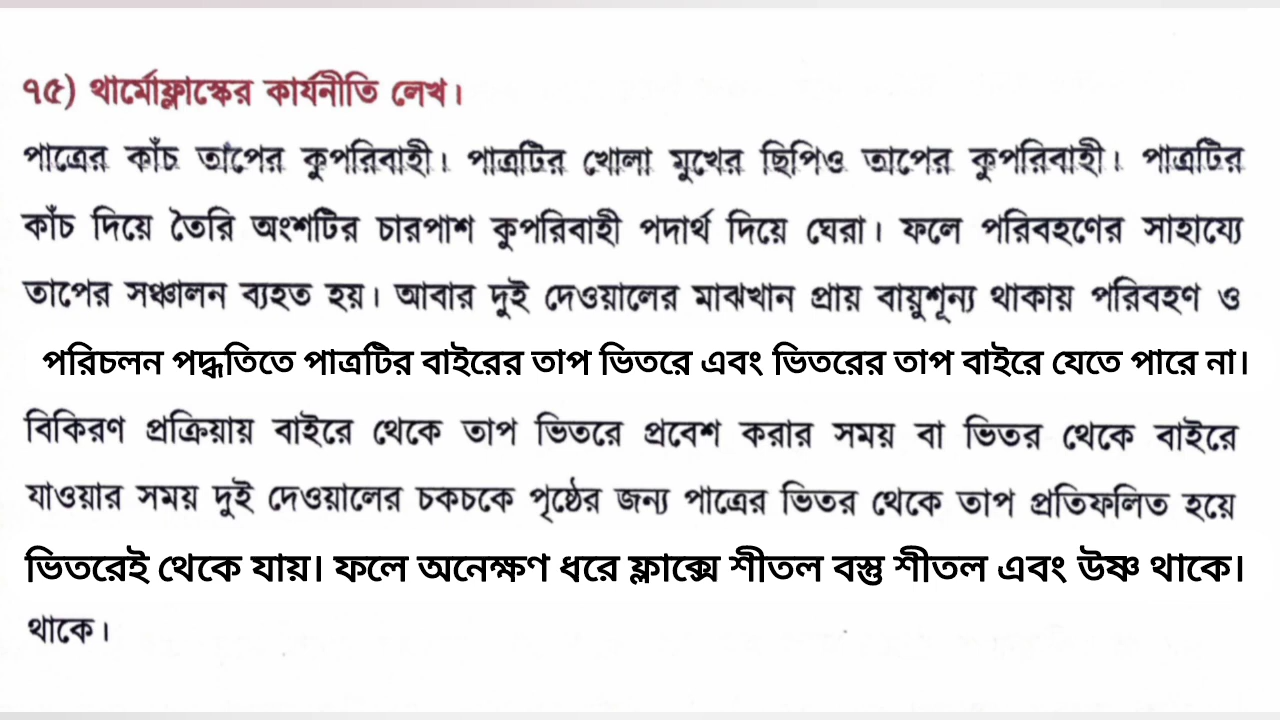 ৭৫) থার্মোফ্লাস্কের কার্যনীতি লেখ।
পাত্রের কাঁচ তাপের কুপরিবাহী। পাত্রটির খোলা মুখের ছিপিও তাপের কুপরিবাহী। পাত্রটির
কাঁচ দিয়ে তৈরি অংশটির চারপাশ কুপরিবাহী পদার্থ দিয়ে ঘেরা। ফলে পরিবহণের সাহায্যে
তাপের সঞ্চালন ব্যহত হয়। আবার দুই দেওয়ালের মাঝখান প্রায় বায়ুশূন্য থাকায় পরিবহণ ও
পরিচলন পদ্ধতিতে পাত্রটির বাইরের তাপ ভিতরে এবং ভিতরের তাপ বাইরে যেতে পারে না।
বিকিরণ প্রক্রিয়ায় বাইরে থেকে তাপ ভিতরে প্রবেশ করার সময় বা ভিতর থেকে বাইরে
যাওয়ার সময় দুই দেওয়ালের চকচকে পৃষ্ঠের জন্য পাত্রের ভিতর থেকে তাপ প্রতিফলিত হয়ে
ভিতরেই থেকে যায়। ফলে অনেক্ষণ ধরে ফ্লাক্সে শীতল বস্তু শীতল এবং উষ্ণ থাকে।
থাকে।